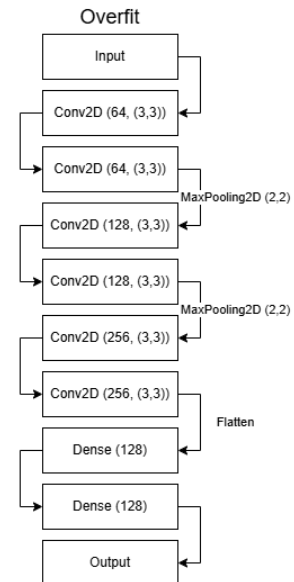 Overfit
Input
Conv2D (64, (3,3))
Conv2D (64, (3,3))
MaxPooling2D (2,2)
Conv2D (128, (3,3))
Conv2D (128, (3,3))
MaxPooling2D (2,2)
Conv2D (256, (3,3))
Conv2D (256, (3,3))
Flatten
Dense (128)
Dense (128)
Output